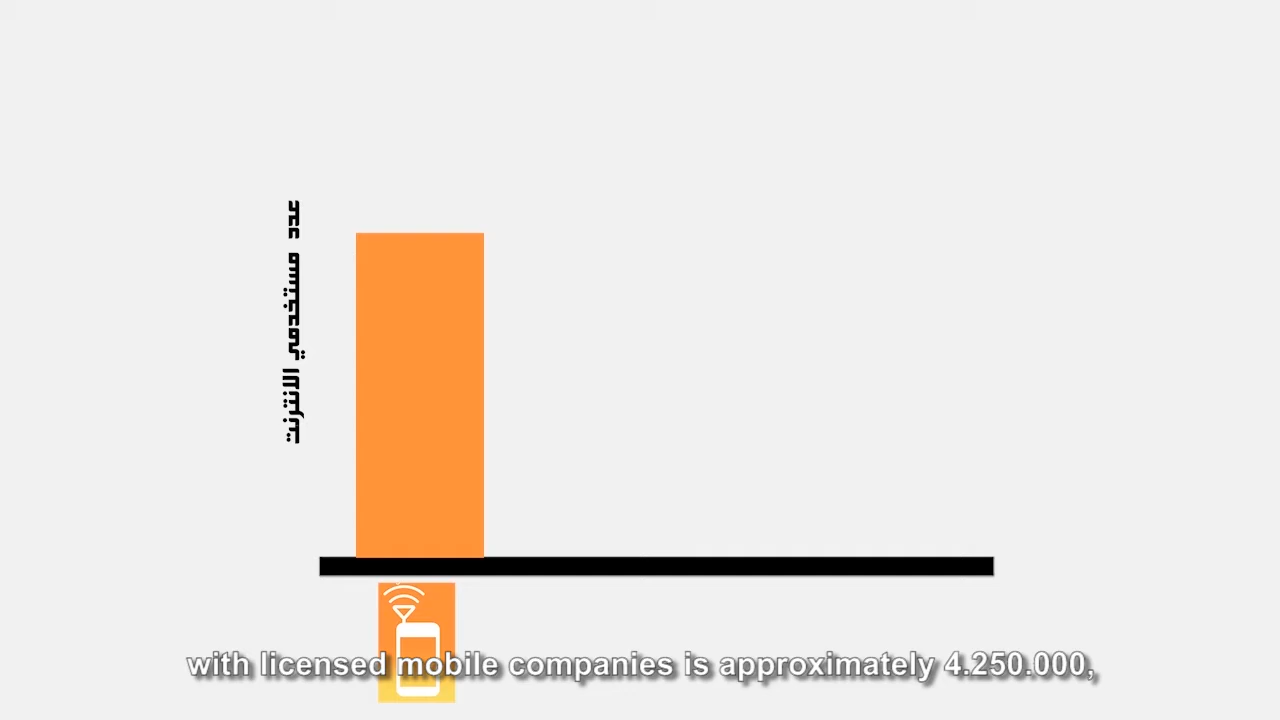 عدد مستخدمي الانترنت
with licensed mobile companies is approximately 4.250.000,